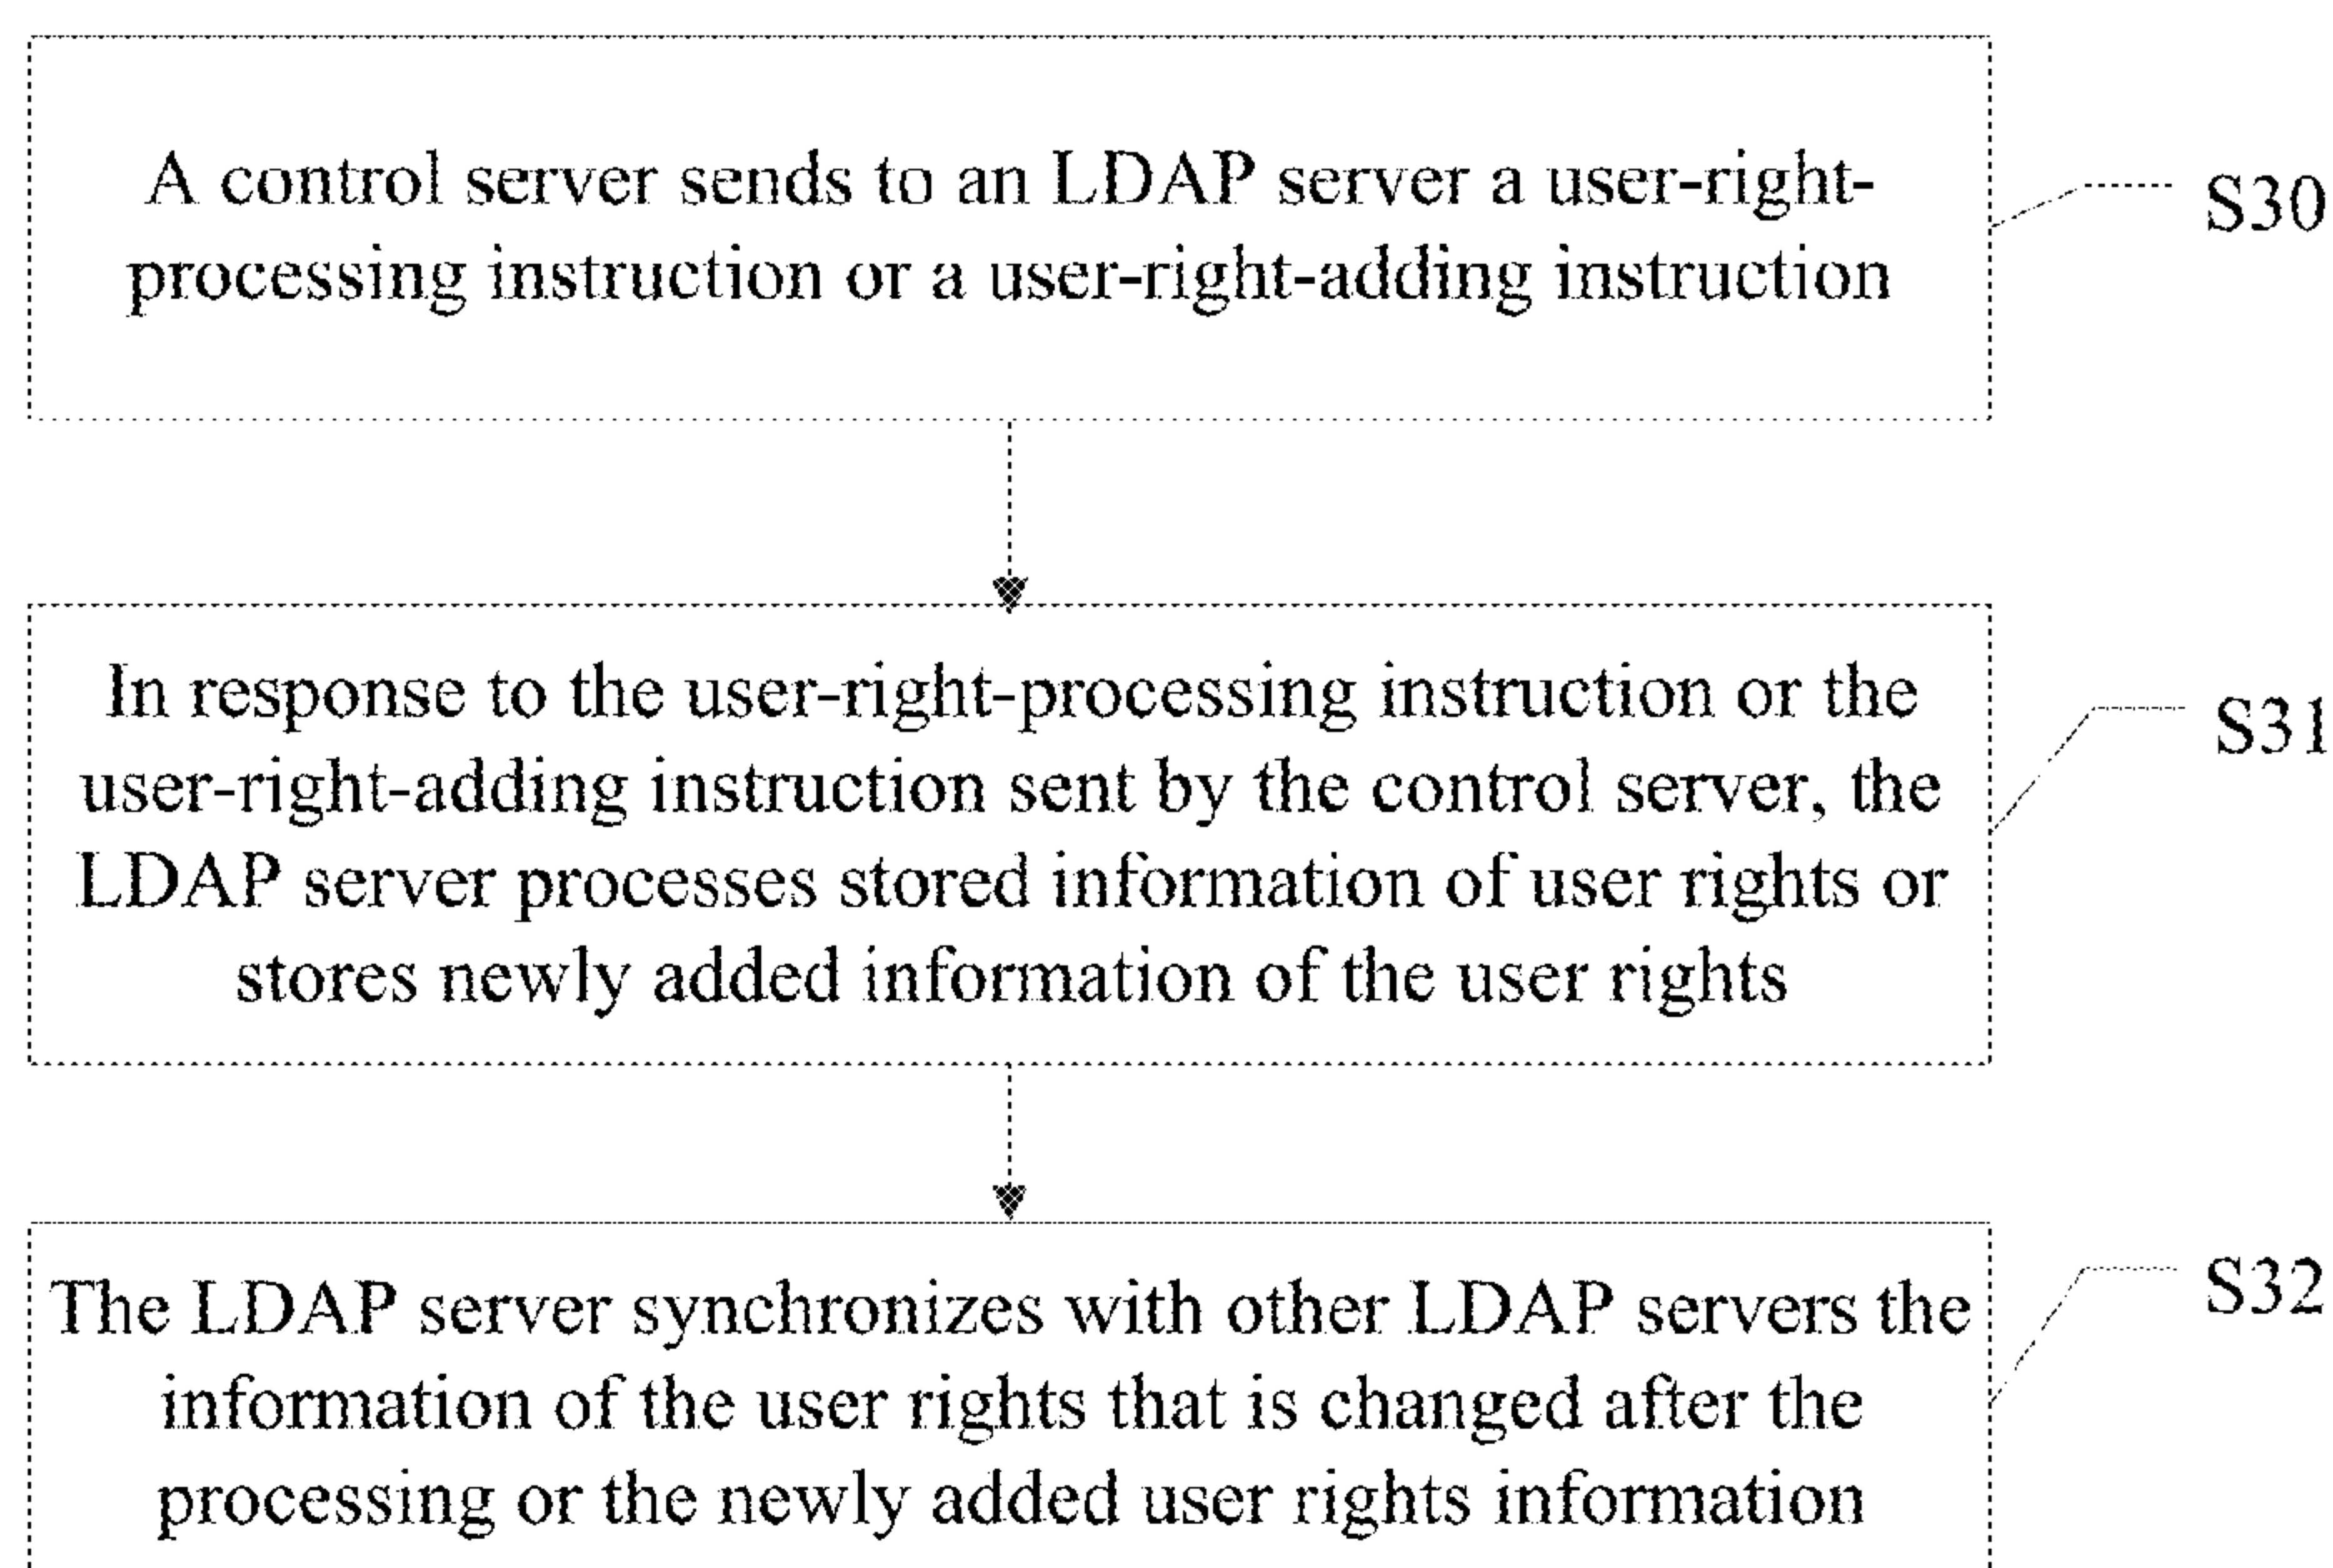 A control server sends to an LDAP server a user-right-
processing instruction or a user-right-adding instruction
S30
In response to the user-right-processing instruction or the
user-right-adding instruction sent by the control server, the
LDAP server processes stored information of user rights or
stores newly added information of the user rights
S31
The LDAP server synchronizes with other LDAP servers the
information of the user rights that is changed after the
processing or the newly added user rights information
S32